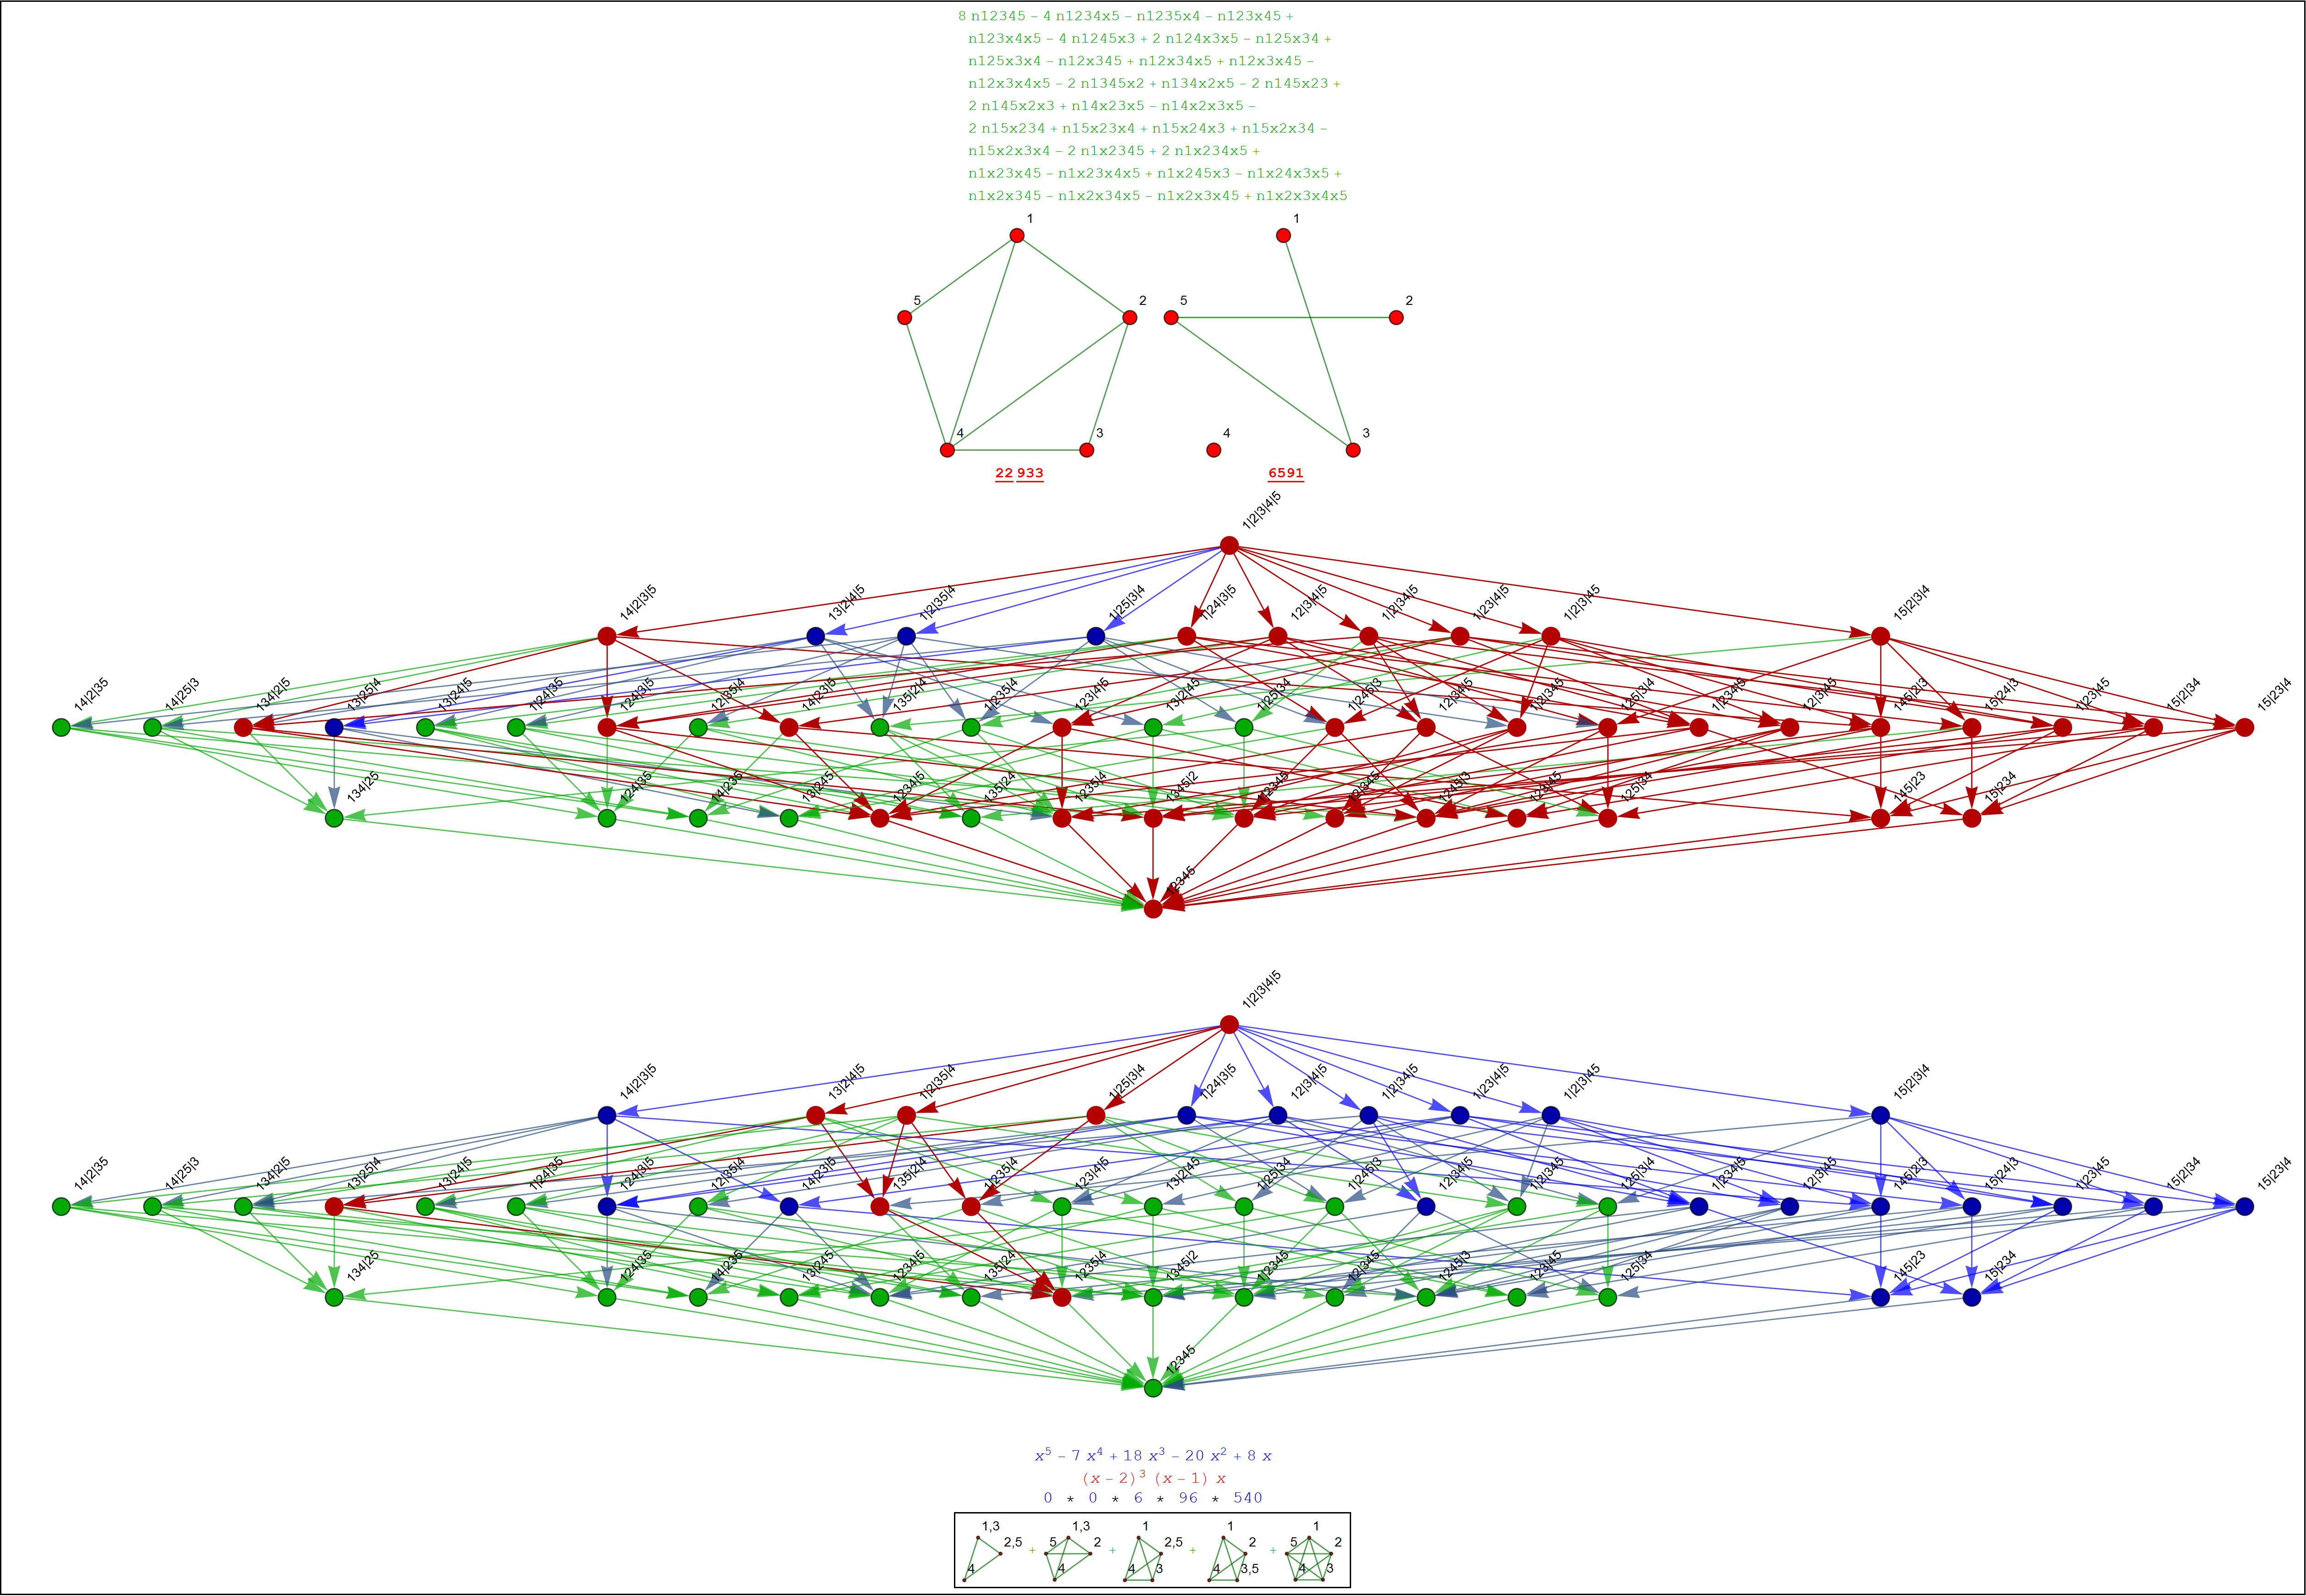 8 n12345 − 4 n1234x5 − n1235x4 − n123x45 +
n123x4x5 − 4 n1245x3 + 2 n124x3x5 − n125x34 +
n125x3x4 − n12x345 + n12x34x5 + n12x3x45 −
n12x3x4x5 − 2 n1345x2 + n134x2x5 − 2 n145x23 +
2 n145x2x3 + n14x23x5 − n14x2x3x5 −
2 n15x234 + n15x23x4 + n15x24x3 + n15x2x34 −
n15x2x3x4 − 2 n1x2345 + 2 n1x234x5 +
n1x23x45 − n1x23x4x5 + n1x245x3 − n1x24x3x5 +
n1x2x345 − n1x2x34x5 − n1x2x3x45 + n1x2x3x4x5
1 1
5 2 5 2
4 3 4 3
22 933 6591
1|2|3|4|5
14|2|3|5 13|2|4|5 1|2|35|4 1|25|3|4 1|24|3|5 12|3|4|5 1|2|34|5 1|23|4|5 1|2|3|45 15|2|3|4
14|2|35 14|25|3 134|2|5 13|25|4 13|24|5 1|24|35 124|3|5 12|35|4 14|23|5 135|2|4 1|235|4 123|4|5 13|2|45 1|25|34 1|245|3 12|34|5 1|2|345 125|3|4 1|234|5 12|3|45 145|2|3 15|24|3 1|23|45 15|2|34 15|23|4
134|25 124|35 14|235 13|245 1234|5 135|24 1235|4 1345|2 1|2345 12|345 1245|3 123|45 125|34 145|23 15|234
12345
1|2|3|4|5
14|2|3|5 13|2|4|5 1|2|35|4 1|25|3|4 1|24|3|5 12|3|4|5 1|2|34|5 1|23|4|5 1|2|3|45 15|2|3|4
14|2|35 14|25|3 134|2|5 13|25|4 13|24|5 1|24|35 124|3|5 12|35|4 14|23|5 135|2|4 1|235|4 123|4|5 13|2|45 1|25|34 1|245|3 12|34|5 1|2|345 125|3|4 1|234|5 12|3|45 145|2|3 15|24|3 1|23|45 15|2|34 15|23|4
134|25 124|35 14|235 13|245 1234|5 135|24 1235|4 1345|2 1|2345 12|345 1245|3 123|45 125|34 145|23 15|234
12345
x⁵ − 7 x⁴ + 18 x³ − 20 x² + 8 x
(x − 2)³ (x − 1) x
0 * 0 * 6 * 96 * 540
1,3 1,3 1 1 1
2,5 + 5 2 + 2,5 + 2 + 5 2
4 4 4 3 4 3,5 4 3